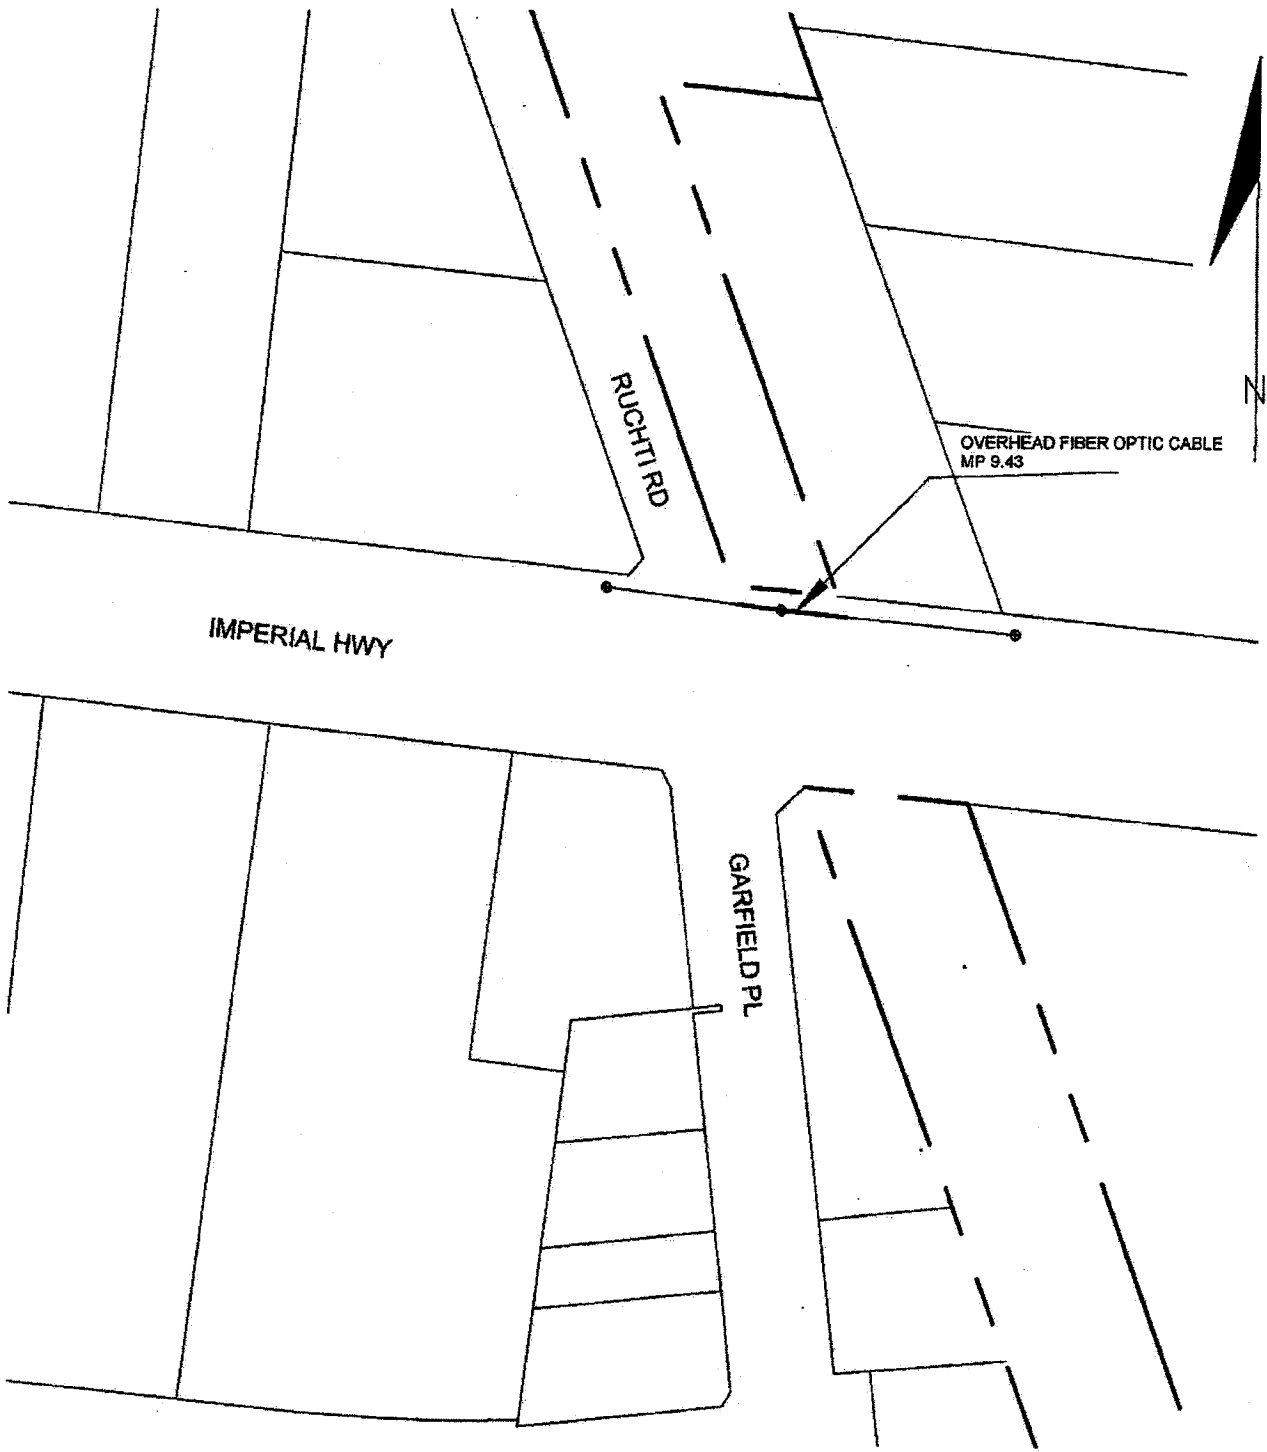 N
RUCHTI RD
OVERHEAD FIBER OPTIC CABLE
MP 9.43
IMPERIAL HWY
GARFIELD PL